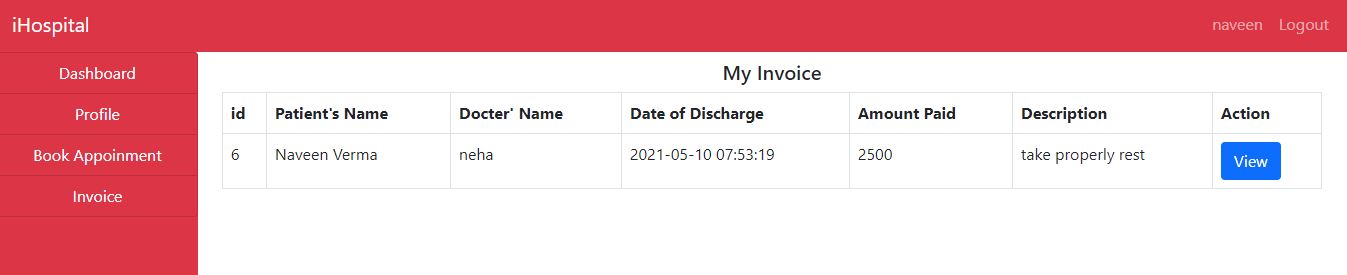 iHospital naveen Logout
Dashboard
Profile
Book Appoinment
Invoice
My Invoice
id Patient's Name Docter' Name Date of Discharge Amount Paid Description Action
6 Naveen Verma neha 2021-05-10 07:53:19 2500 take properly rest View